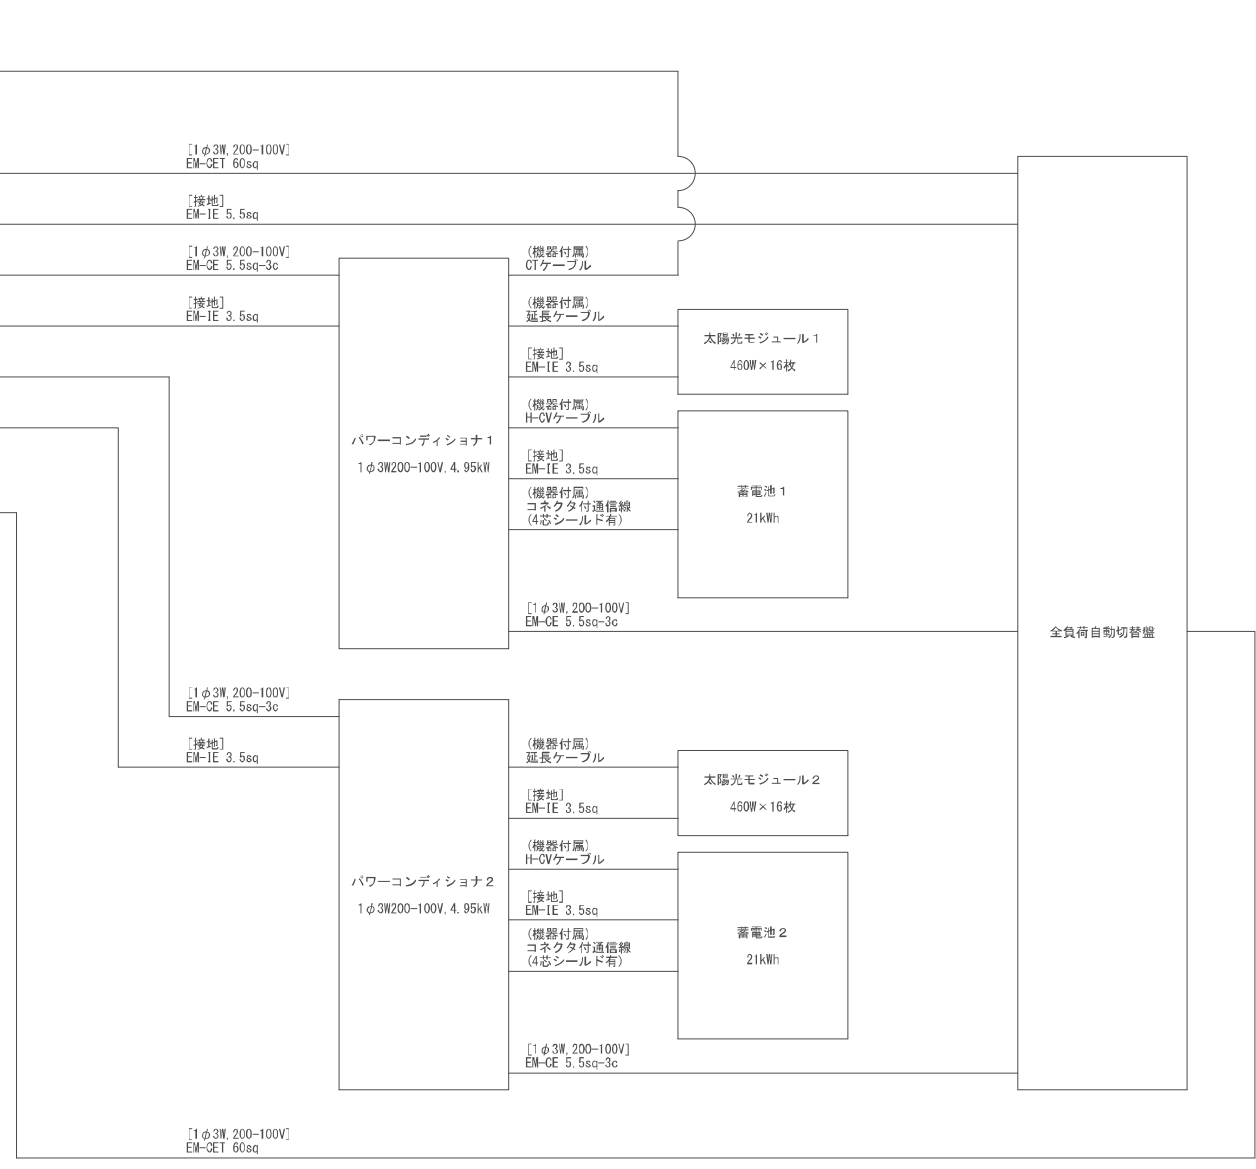 [1φ3W,200-100V]
EM-CET 60sq
[接地]
EM-IE 5.5sq
[1φ3W,200-100V]
EM-CE 5.5sq-3c
[接地]
EM-IE 3.5sq
(機器付属)
CTケーブル
(機器付属)
延長ケーブル
[接地]
EM-IE 3.5sq
(機器付属)
H-CVケーブル
[接地]
EM-IE 3.5sq
(機器付属)
コネクタ付通信線
(4芯シールド有)
太陽光モジュール1
460W×16枚
パワーコンディショナ1
1φ3W200-100V,4.95kW
蓄電池1
21kWh
[1φ3W,200-100V]
EM-CE 5.5sq-3c
全負荷自動切替盤
[1φ3W,200-100V]
EM-CE 5.5sq-3c
[接地]
EM-IE 3.5sq
(機器付属)
延長ケーブル
[接地]
EM-IE 3.5sq
(機器付属)
H-CVケーブル
[接地]
EM-IE 3.5sq
(機器付属)
コネクタ付通信線
(4芯シールド有)
太陽光モジュール2
460W×16枚
パワーコンディショナ2
1φ3W200-100V,4.95kW
蓄電池2
21kWh
[1φ3W,200-100V]
EM-CE 5.5sq-3c
[1φ3W,200-100V]
EM-CET 60sq